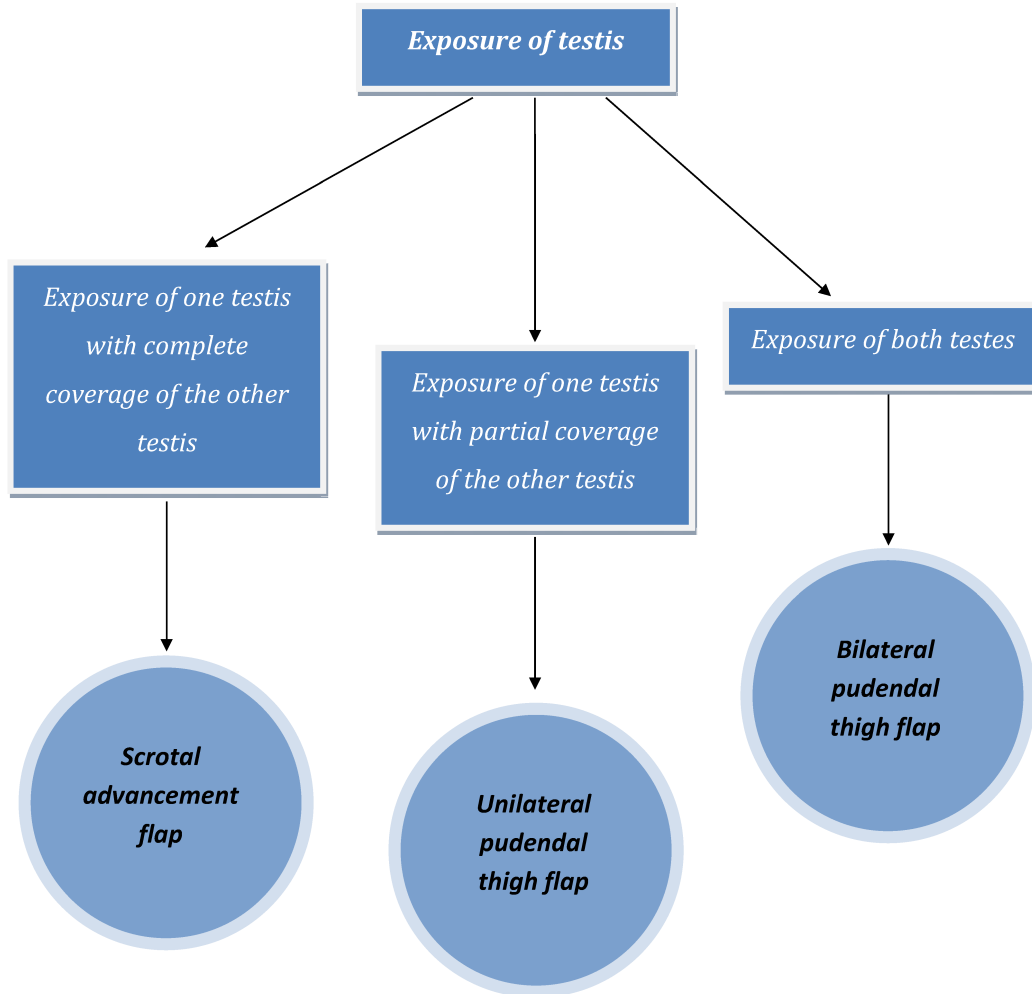 Exposure of testis
Exposure of one testis
with complete
coverage of the other
testis
Exposure of one testis
with partial coverage
of the other testis
Exposure of both testes
Scrotal
advancement
flap
Unilateral
pudendal
thigh flap
Bilateral
pudendal
thigh flap